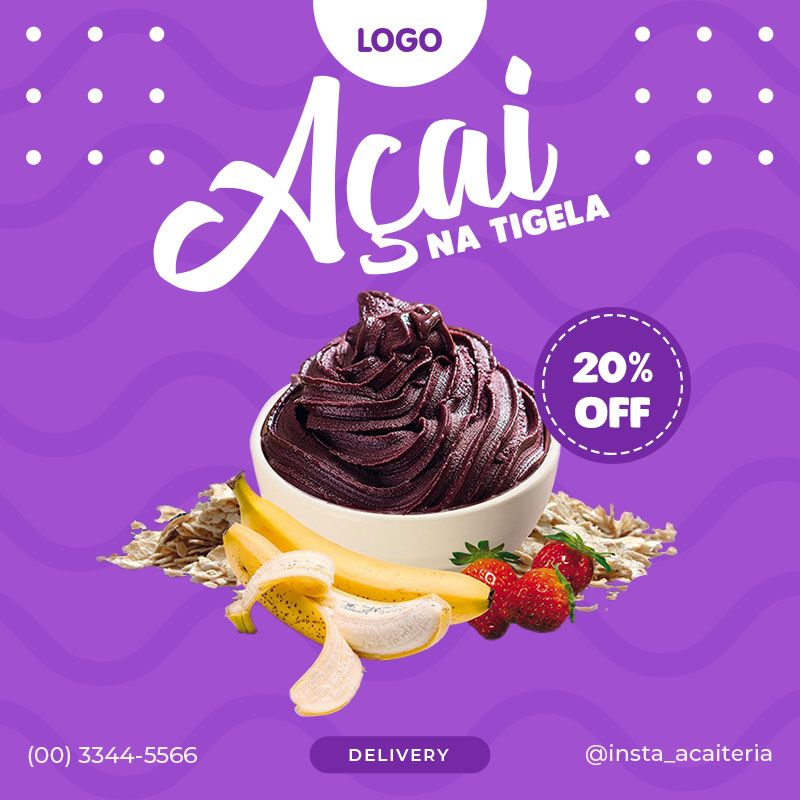 LOGO
Açai
NA TIGELA
20%
OFF
(00) 3344-5566
DELIVERY
@insta_acaiteria